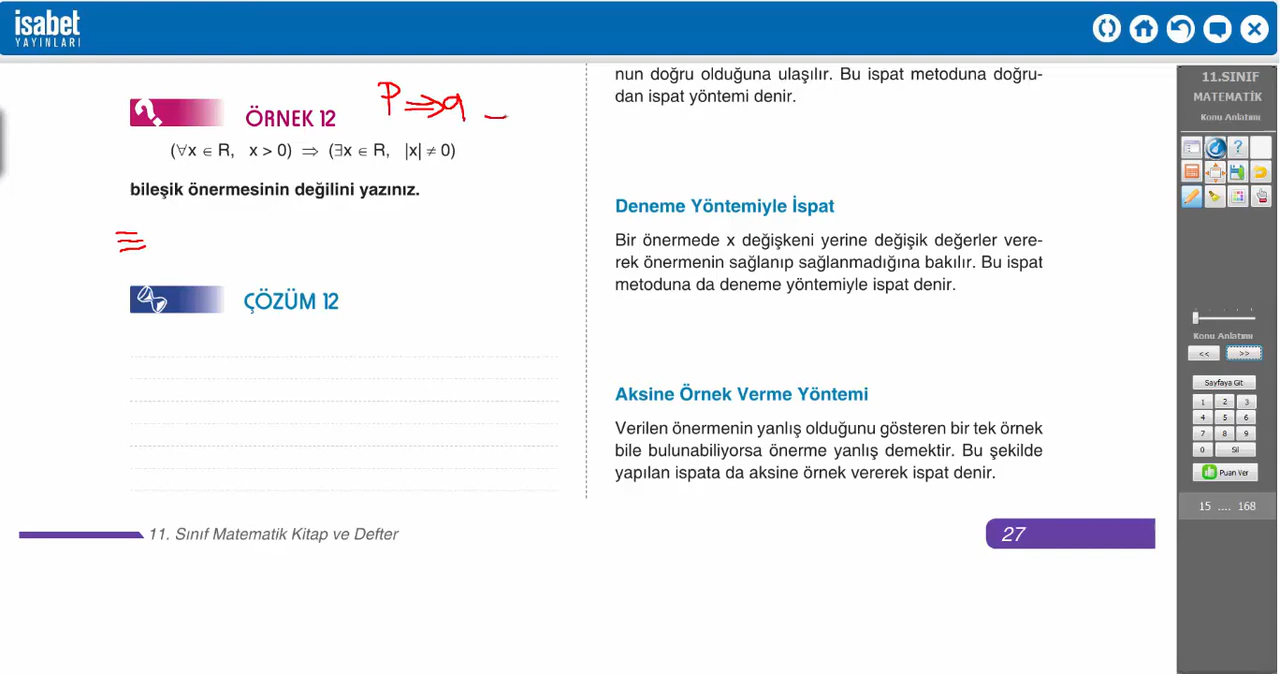 isabet
YAYINLARI
ÖRNEK 12
P ⇒ q
(∀x ∈ R, x > 0) ⇒ (∃x ∈ R, |x| ≠ 0)
bileşik önermesinin değilini yazınız.
≡
ÇÖZÜM 12
11. Sınıf Matematik Kitap ve Defter
nun doğru olduğuna ulaşılır. Bu ispat metoduna doğru-
dan ispat yöntemi denir.
Deneme Yöntemiyle İspat
Bir önermede x değişkeni yerine değişik değerler vere-
rek önermenin sağlanıp sağlanmadığına bakılır. Bu ispat
metoduna da deneme yöntemiyle ispat denir.
Aksine Örnek Verme Yöntemi
Verilen önermenin yanlış olduğunu gösteren bir tek örnek
bile bulunabiliyorsa önerme yanlış demektir. Bu şekilde
yapılan ispata da aksine örnek vererek ispat denir.
27
11.SINIF
MATEMATİK
Konu Anlatımı
?
Konu Anlatımı
<< >>
Sayfaya Git
1 2 3
4 5 6
7 8 9
0 Sil
Puan Ver
15 .... 168